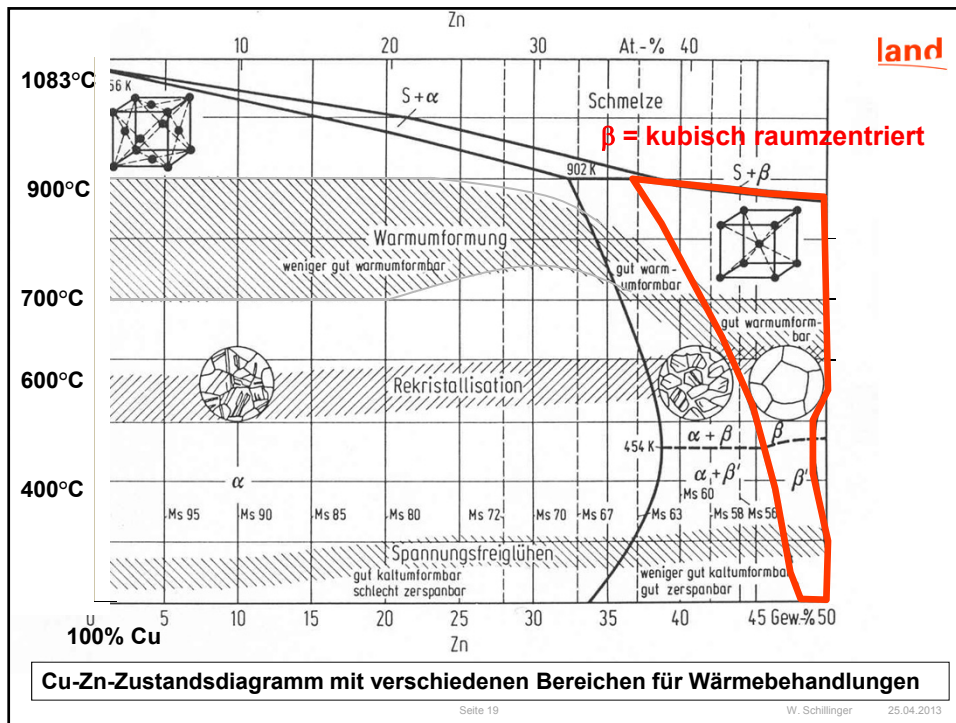 Zn
10
20
30
At.-%
40
land
1083°C
56 K
S+α
Schmelze
β = kubisch raumzentriert
902 K
S+β
900°C
Warmumformung
weniger gut warmumformbar
gut warm-
umformbar
700°C
gut warmumform-
bar
600°C
Rekristallisation
α+β
β
454 K
α+β'
β'
400°C
α
Ms 60
Ms 95
Ms 90
Ms 85
Ms 80
Ms 72
Ms 70
Ms 67
Ms 63
Ms 58
Ms 56
Spannungsfreiglühen
gut kaltumformbar
schlecht zerspanbar
weniger gut kaltumformbar
gut zerspanbar
0
5
10
15
20
25
30
35
40
45 Gew.-% 50
100% Cu
Zn
Cu-Zn-Zustandsdiagramm mit verschiedenen Bereichen für Wärmebehandlungen
Seite 19
W. Schillinger
25.04.2013